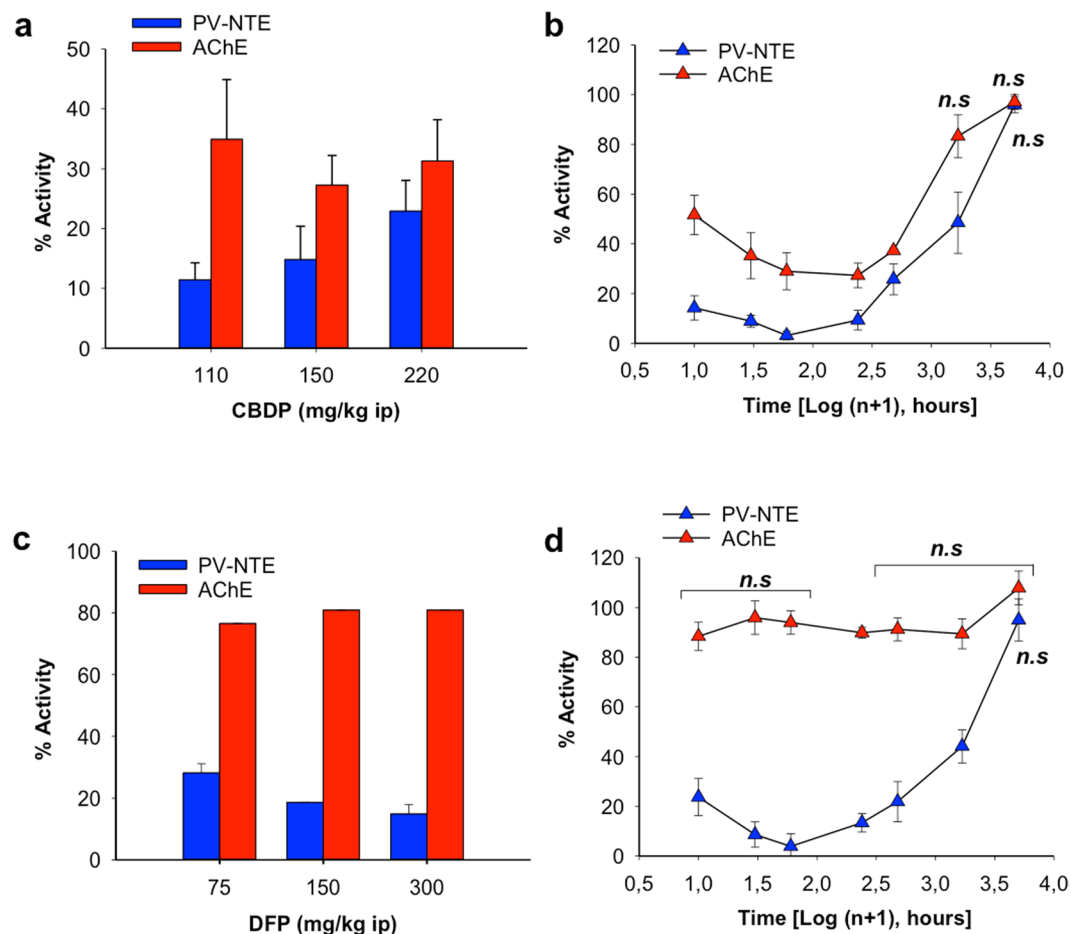 a
PV-NTE
AChE
50
40
30
20
10
0
% Activity
110 150 220
CBDP (mg/kg ip)
b
PV-NTE
AChE
120
100
80
60
40
20
0
% Activity
n.s
n.s
n.s
0,5 1,0 1,5 2,0 2,5 3,0 3,5 4,0
Time [Log (n+1), hours]
c
PV-NTE
AChE
100
80
60
40
20
0
% Activity
75 150 300
DFP (mg/kg ip)
d
PV-NTE
AChE
120
100
80
60
40
20
0
% Activity
n.s
n.s
n.s
0,5 1,0 1,5 2,0 2,5 3,0 3,5 4,0
Time [Log (n+1), hours]